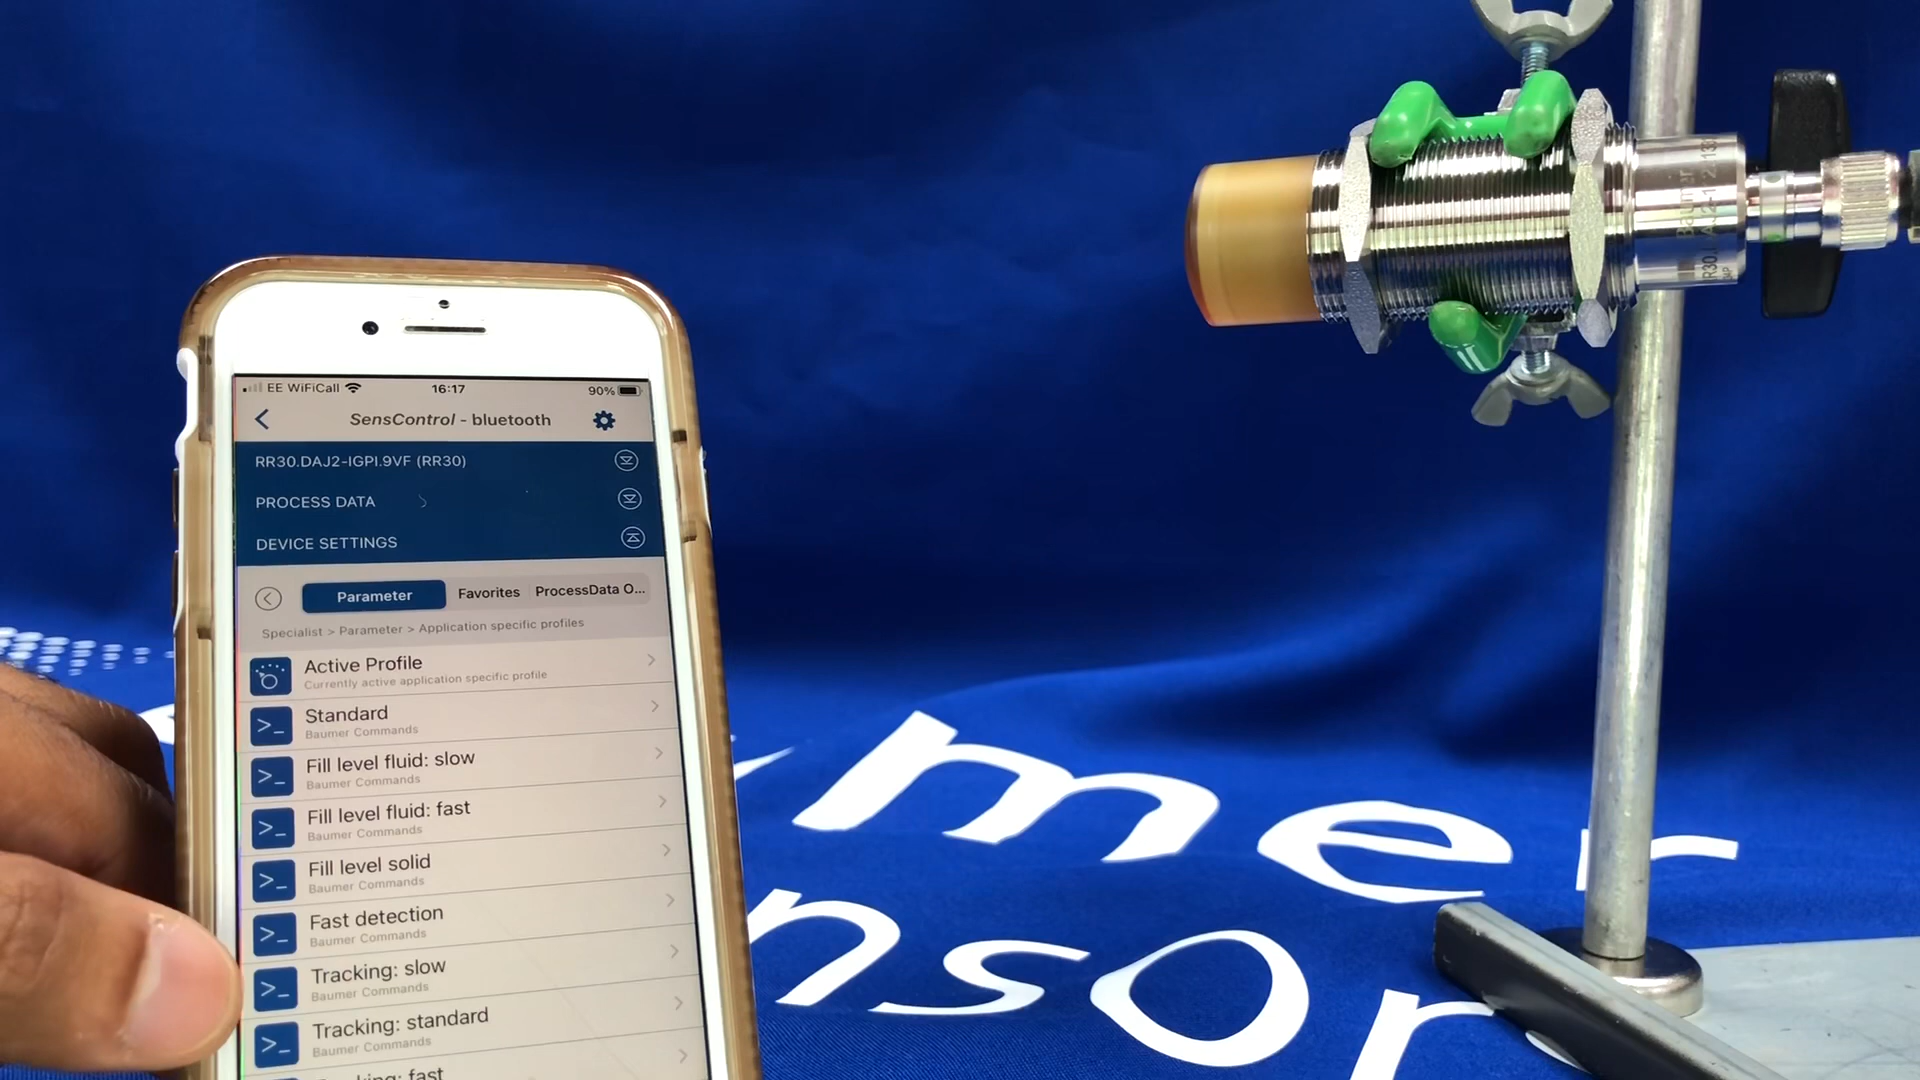 EE WiFiCall 16:17 90%
SensControl - bluetooth
RR30.DAJ2-IGPI.9VF (RR30)
PROCESS DATA
DEVICE SETTINGS
Parameter Favorites ProcessData O...
Specialist > Parameter > Application specific profiles
Active Profile
Currently active application specific profile
Standard
Baumer Commands
Fill level fluid: slow
Baumer Commands
Fill level fluid: fast
Baumer Commands
Fill level solid
Baumer Commands
Fast detection
Baumer Commands
Tracking: slow
Baumer Commands
Tracking: standard
Baumer Commands
Baumer
mer
nsor